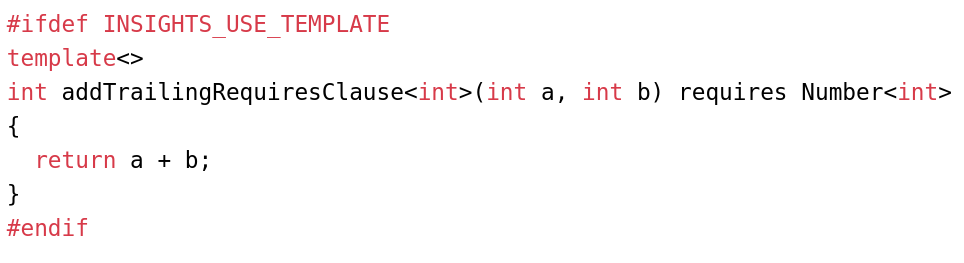 #ifdef INSIGHTS_USE_TEMPLATE
template<>
int addTrailingRequiresClause<int>(int a, int b) requires Number<int>
{
  return a + b;
}
#endif